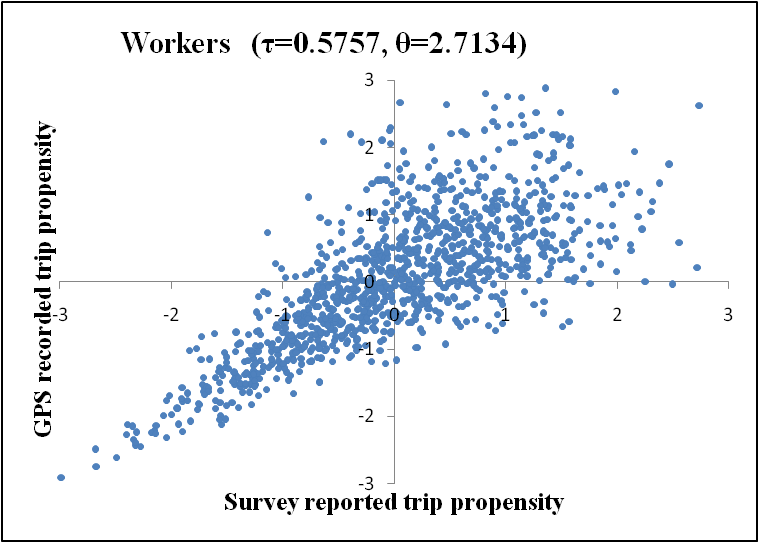 Workers (τ=0.5757, θ=2.7134)
GPS recorded trip propensity
3
2
1
0
-3 -2 -1 0 1 2 3
-1
-2
-3
Survey reported trip propensity